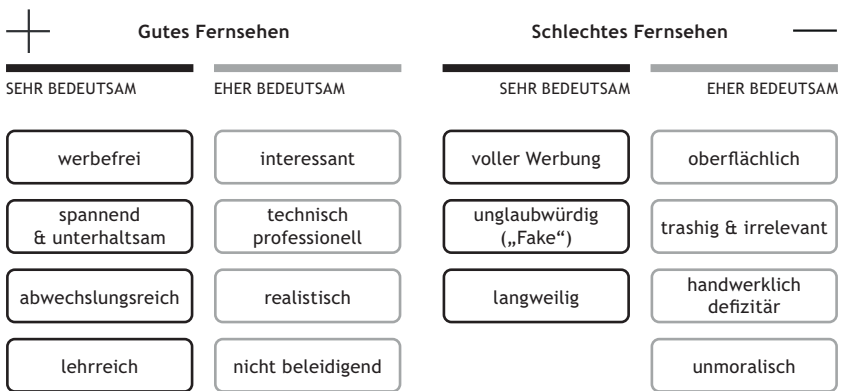 Gutes Fernsehen
SEHR BEDEUTSAM
EHER BEDEUTSAM
werbefrei
interessant
spannend
& unterhaltsam
technisch
professionell
abwechslungsreich
realistisch
lehrreich
nicht beleidigend
Schlechtes Fernsehen
SEHR BEDEUTSAM
EHER BEDEUTSAM
voller Werbung
oberflächlich
unglaubwürdig
(„Fake“)
trashig & irrelevant
langweilig
handwerklich
defizitär
unmoralisch